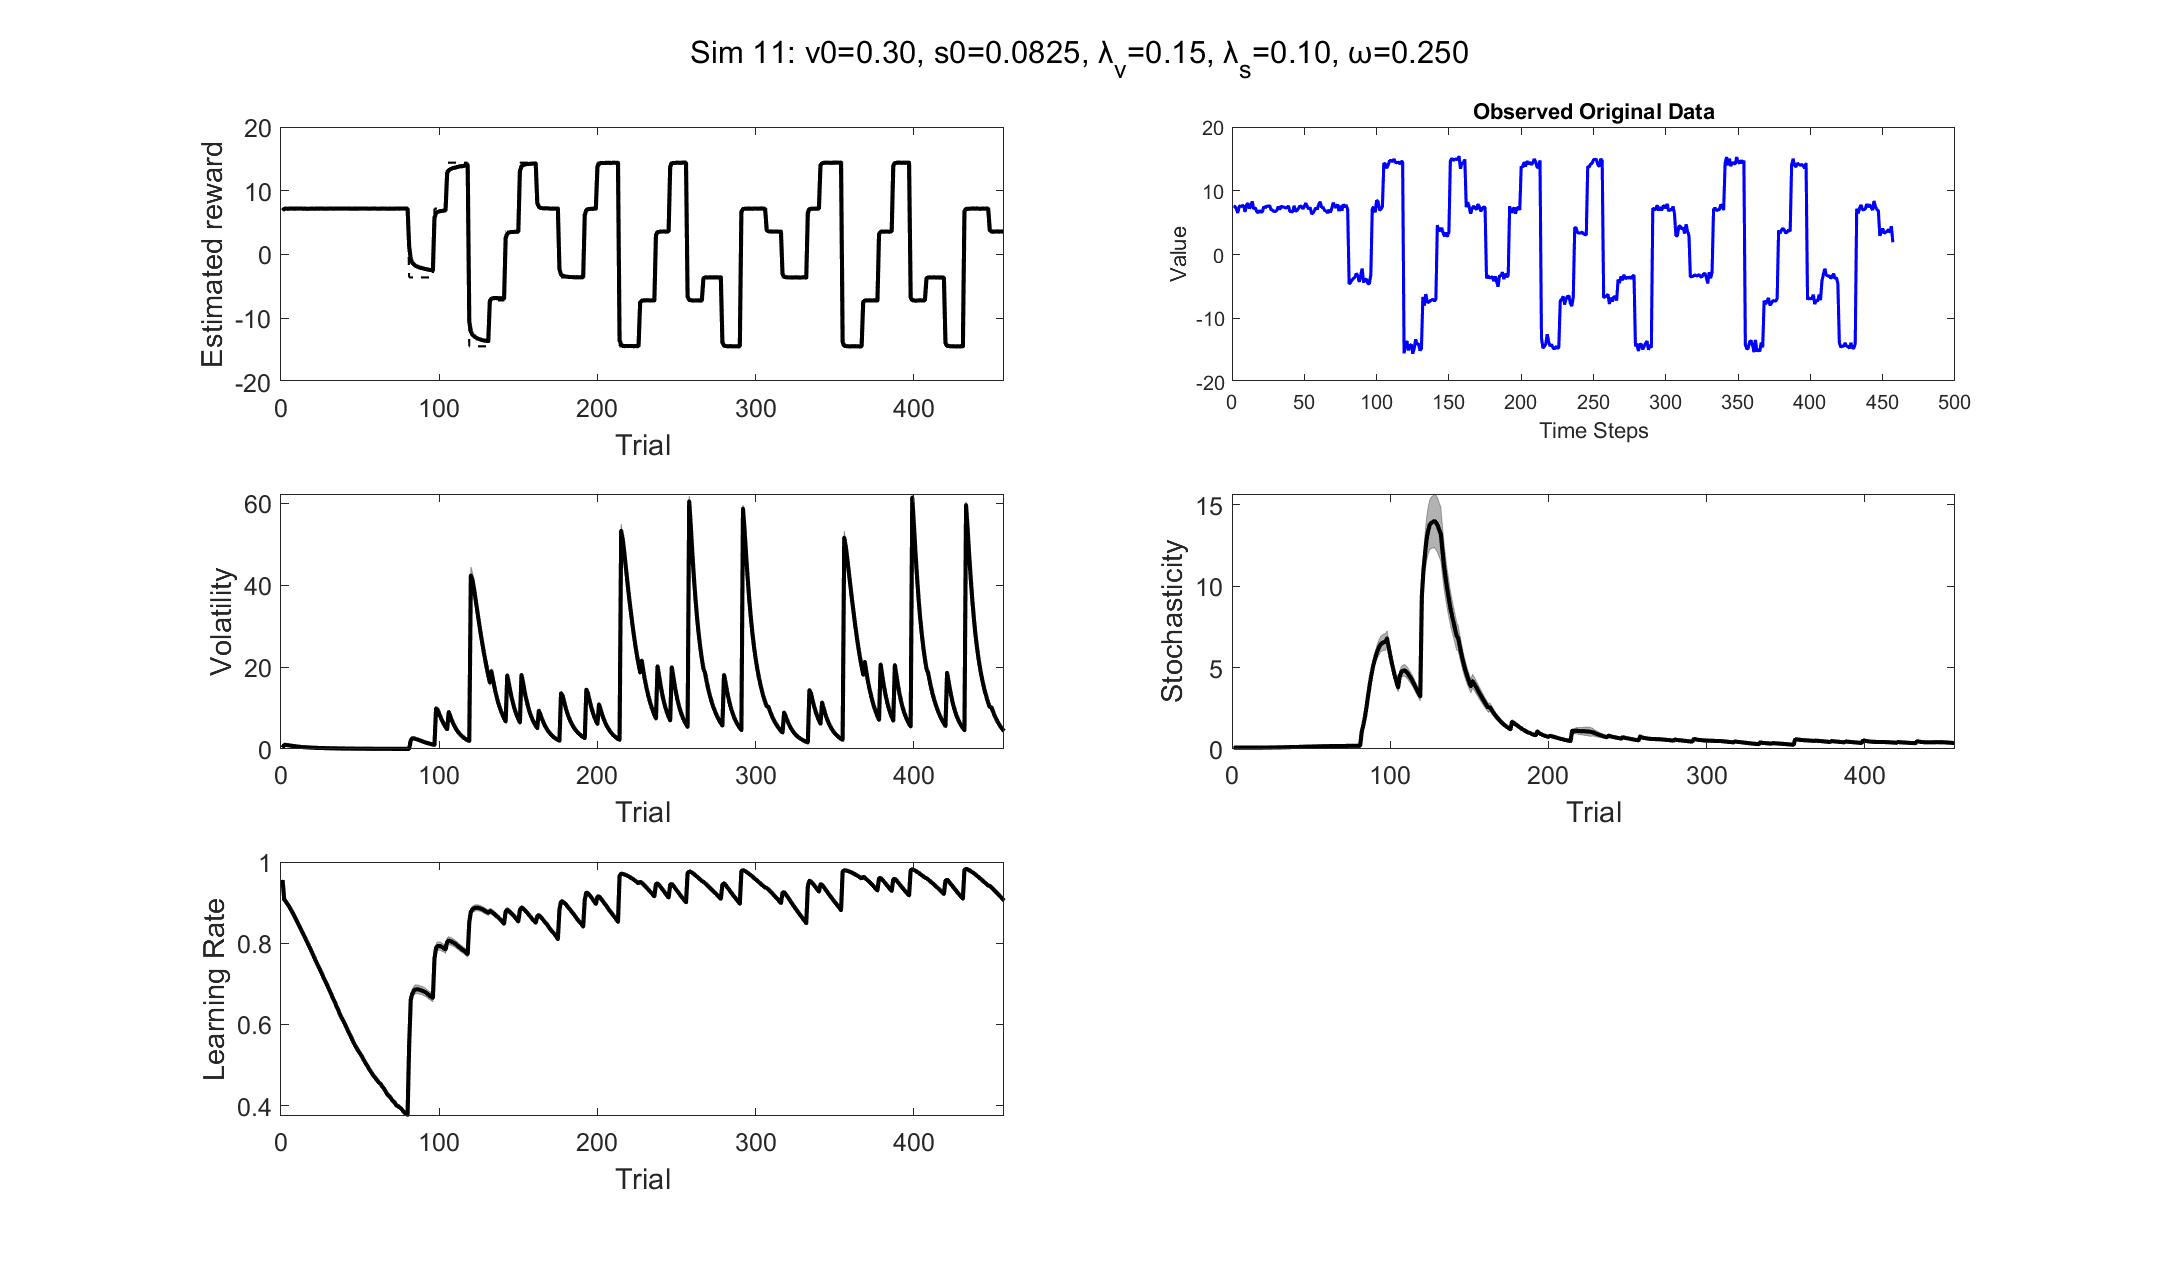 Sim 11: v0=0.30, s0=0.0825, λv=0.15, λs=0.10, ω=0.250
Estimated reward
20
10
0
-10
-20
0 100 200 300 400
Trial
Observed Original Data
Value
20
10
0
-10
-20
0 50 100 150 200 250 300 350 400 450 500
Time Steps
Volatility
60
40
20
0
0 100 200 300 400
Trial
Stochasticity
15
10
5
0
0 100 200 300 400
Trial
Learning Rate
1
0.8
0.6
0.4
0 100 200 300 400
Trial